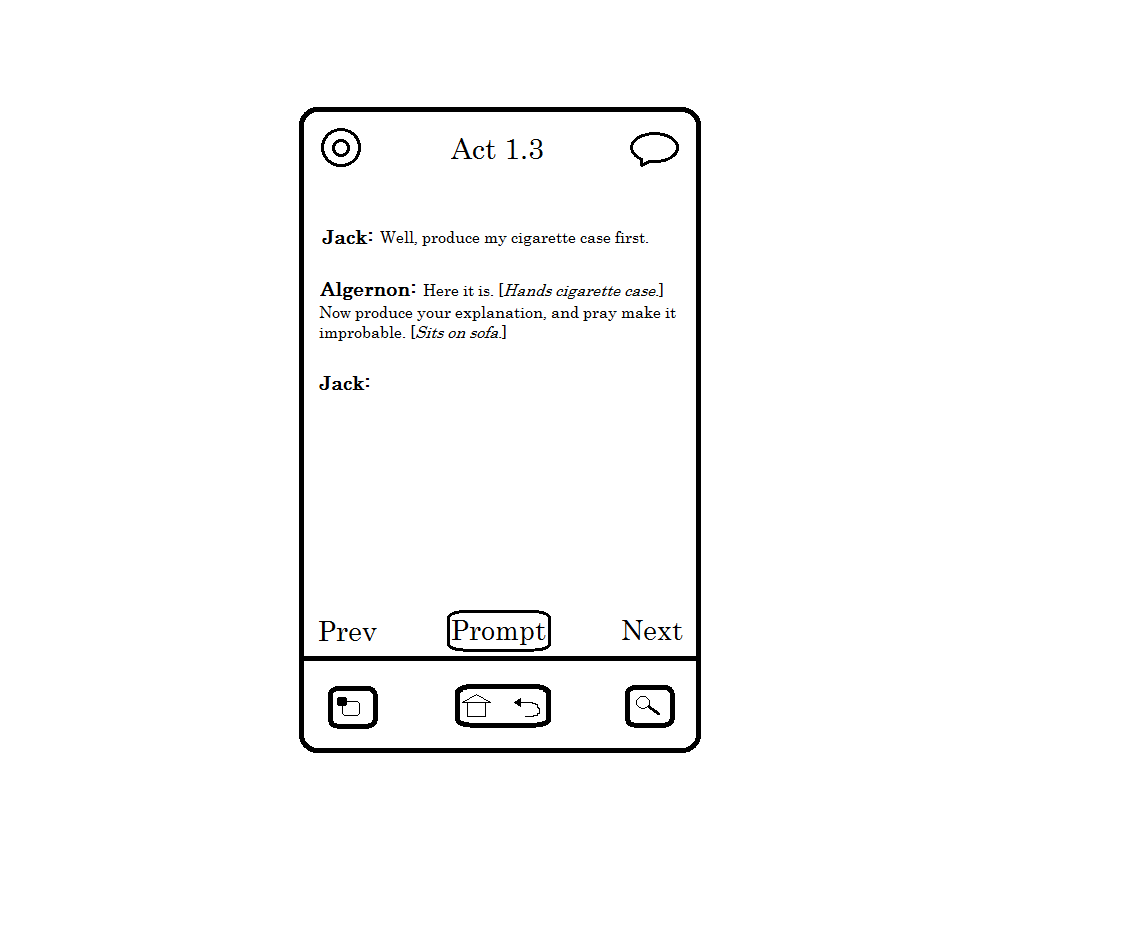 Act 1.3
Jack: Well, produce my cigarette case first.
Algernon: Here it is. [Hands cigarette case.]
Now produce your explanation, and pray make it
improbable. [Sits on sofa.]
Jack:
Prev Prompt Next